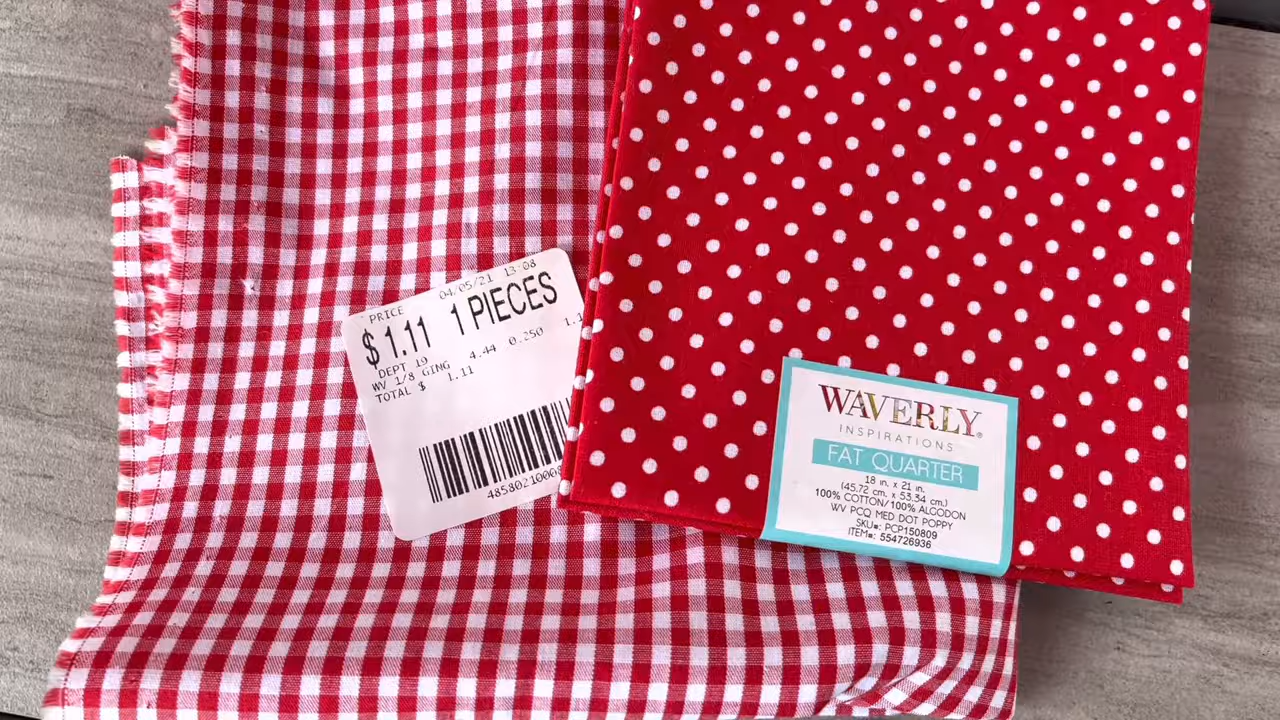 04/05/21 13:08
PRICE
$1.11 1 PIECES
DEPT 19
WV 1/8 GING 4.44 0.250 1.1
TOTAL $ 1.11
WAVERLY®
INSPIRATIONS
FAT QUARTER
18 in. x 21 in.
(45.72 cm. x 53.34 cm.)
100% COTTON/100% ALGODON
WV PCQ MED DOT POPPY
SKU#: PCP150809
ITEM#: 554726936